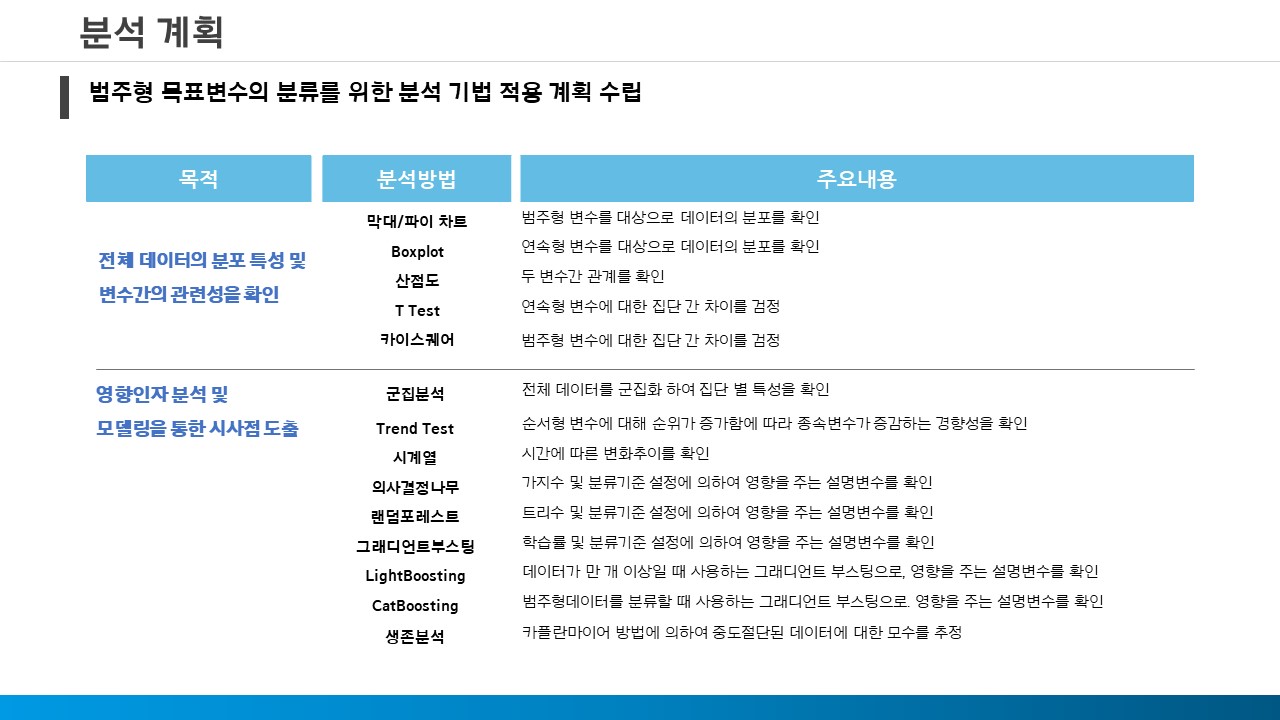 분석 계획
범주형 목표변수의 분류를 위한 분석 기법 적용 계획 수립
목적 분석방법 주요내용
전체 데이터의 분포 특성 및
변수간의 관련성을 확인
막대/파이 차트 범주형 변수를 대상으로 데이터의 분포를 확인
Boxplot 연속형 변수를 대상으로 데이터의 분포를 확인
산점도 두 변수간 관계를 확인
T Test 연속형 변수에 대한 집단 간 차이를 검정
카이스퀘어 범주형 변수에 대한 집단 간 차이를 검정
영향인자 분석 및
모델링을 통한 시사점 도출
군집분석 전체 데이터를 군집화 하여 집단 별 특성을 확인
Trend Test 순서형 변수에 대해 순위가 증가함에 따라 종속변수가 증감하는 경향성을 확인
시계열 시간에 따른 변화추이를 확인
의사결정나무 가지수 및 분류기준 설정에 의하여 영향을 주는 설명변수를 확인
랜덤포레스트 트리수 및 분류기준 설정에 의하여 영향을 주는 설명변수를 확인
그래디언트부스팅 학습률 및 분류기준 설정에 의하여 영향을 주는 설명변수를 확인
LightBoosting 데이터가 만 개 이상일 때 사용하는 그래디언트 부스팅으로, 영향을 주는 설명변수를 확인
CatBoosting 범주형데이터를 분류할 때 사용하는 그래디언트 부스팅으로. 영향을 주는 설명변수를 확인
생존분석 카플란마이어 방법에 의하여 중도절단된 데이터에 대한 모수를 추정